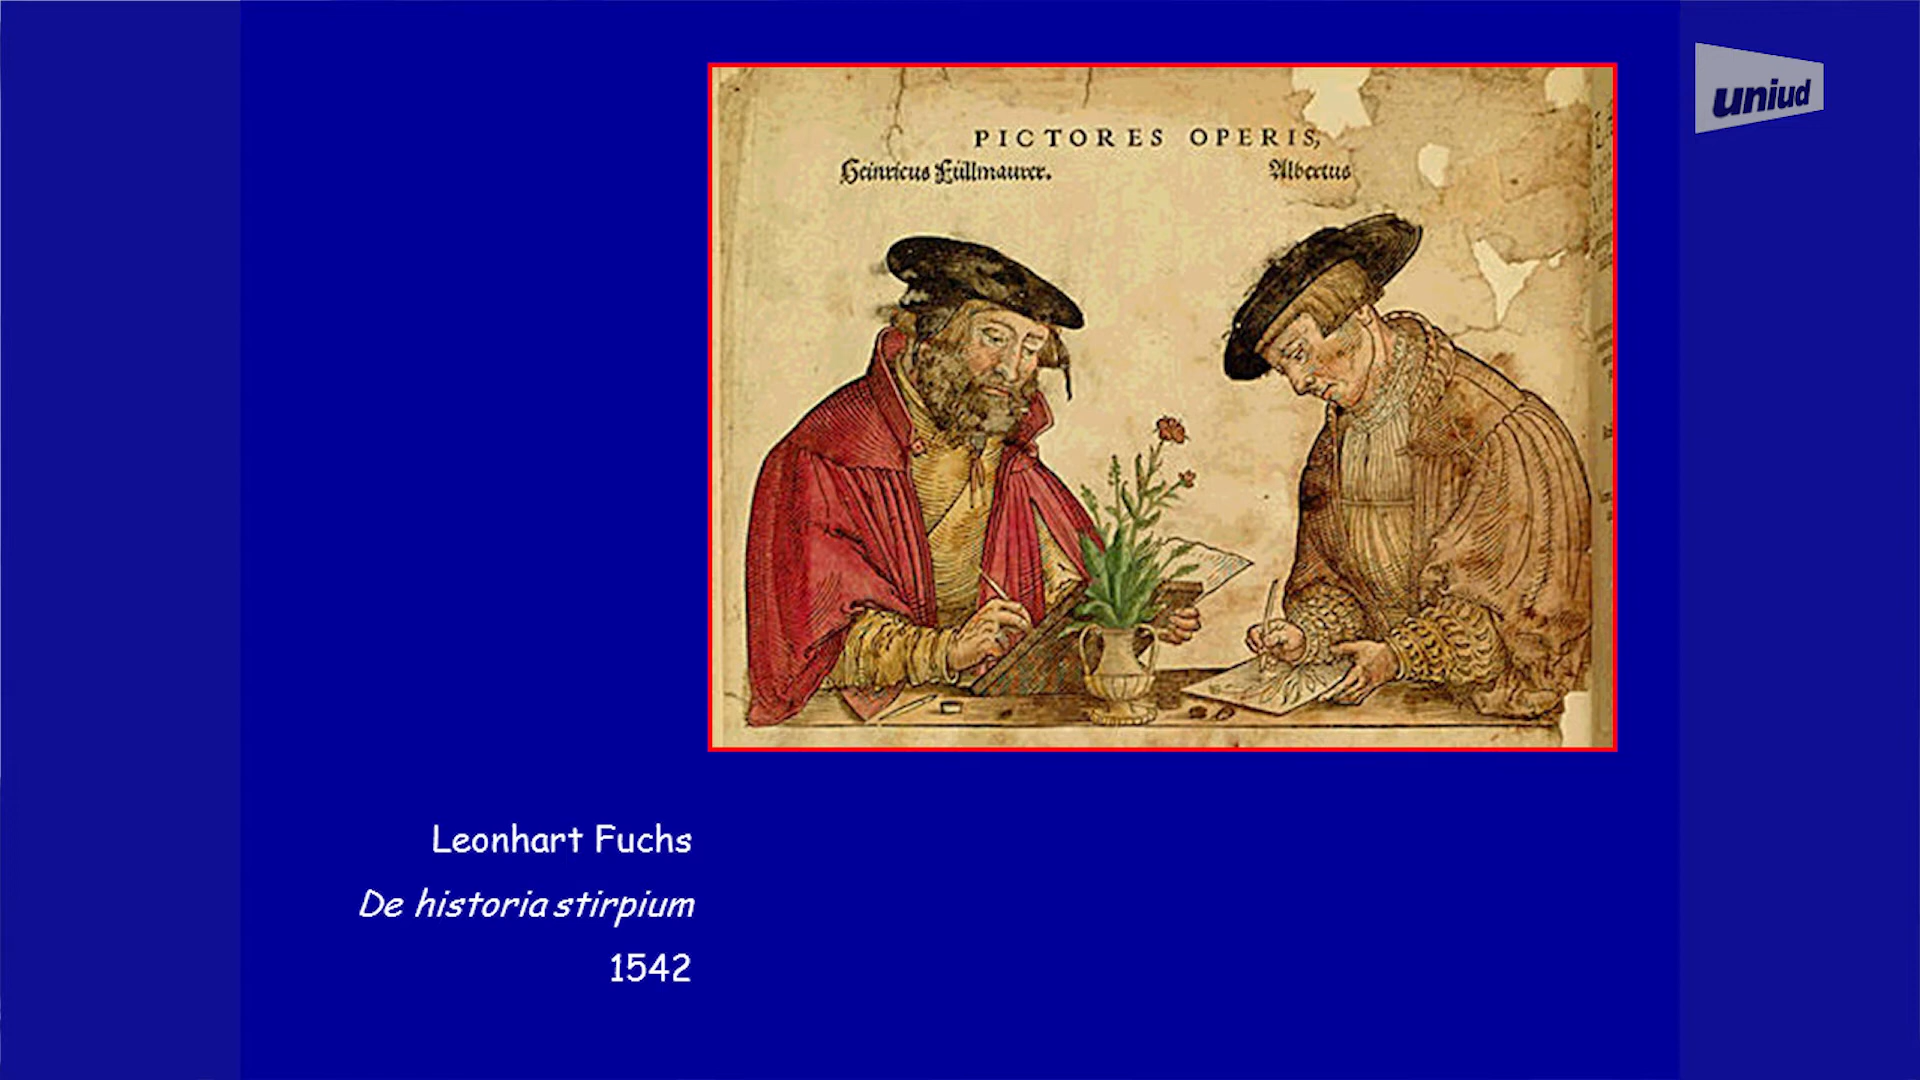 uniud
PICTORES OPERIS,
Heinricus Füllmaurer. Albertus
Leonhart Fuchs
De historia stirpium
1542